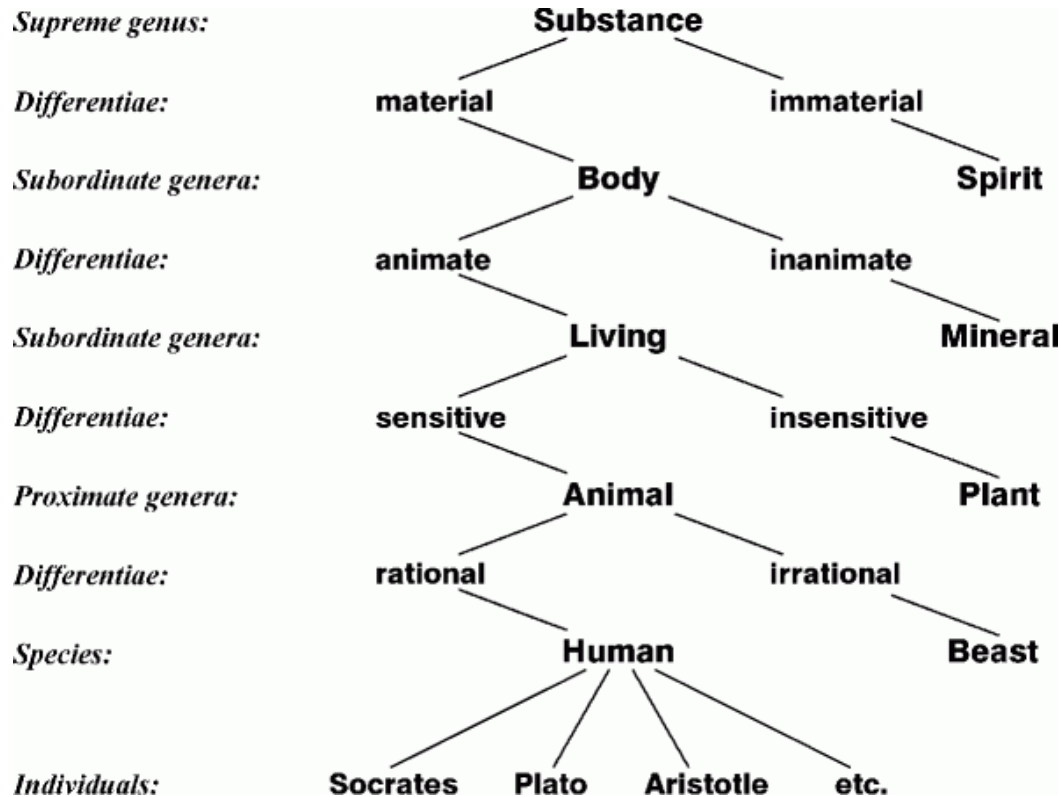 Supreme genus: Substance
Differentiae: material immaterial
Subordinate genera: Body Spirit
Differentiae: animate inanimate
Subordinate genera: Living Mineral
Differentiae: sensitive insensitive
Proximate genera: Animal Plant
Differentiae: rational irrational
Species: Human Beast
Individuals: Socrates Plato Aristotle etc.